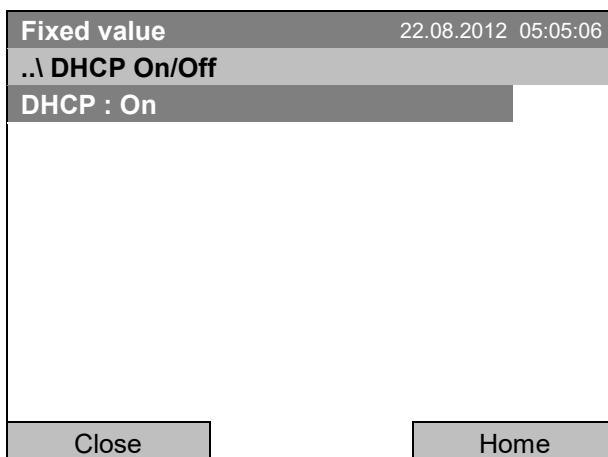 Fixed value 22.08.2012 05:05:06
..\ DHCP On/Off
DHCP : On
Close Home